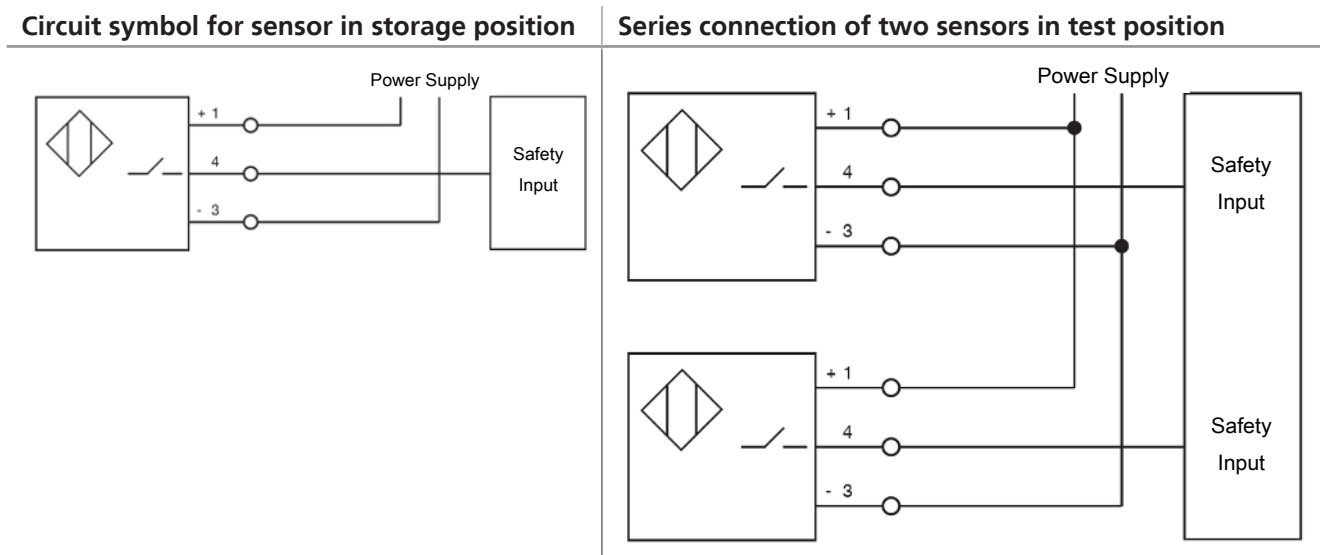 Circuit symbol for sensor in storage position
Power Supply
+ 1
4
- 3
Safety
Input
Series connection of two sensors in test position
Power Supply
+ 1
4
- 3
Safety
Input
+ 1
4
- 3
Safety
Input